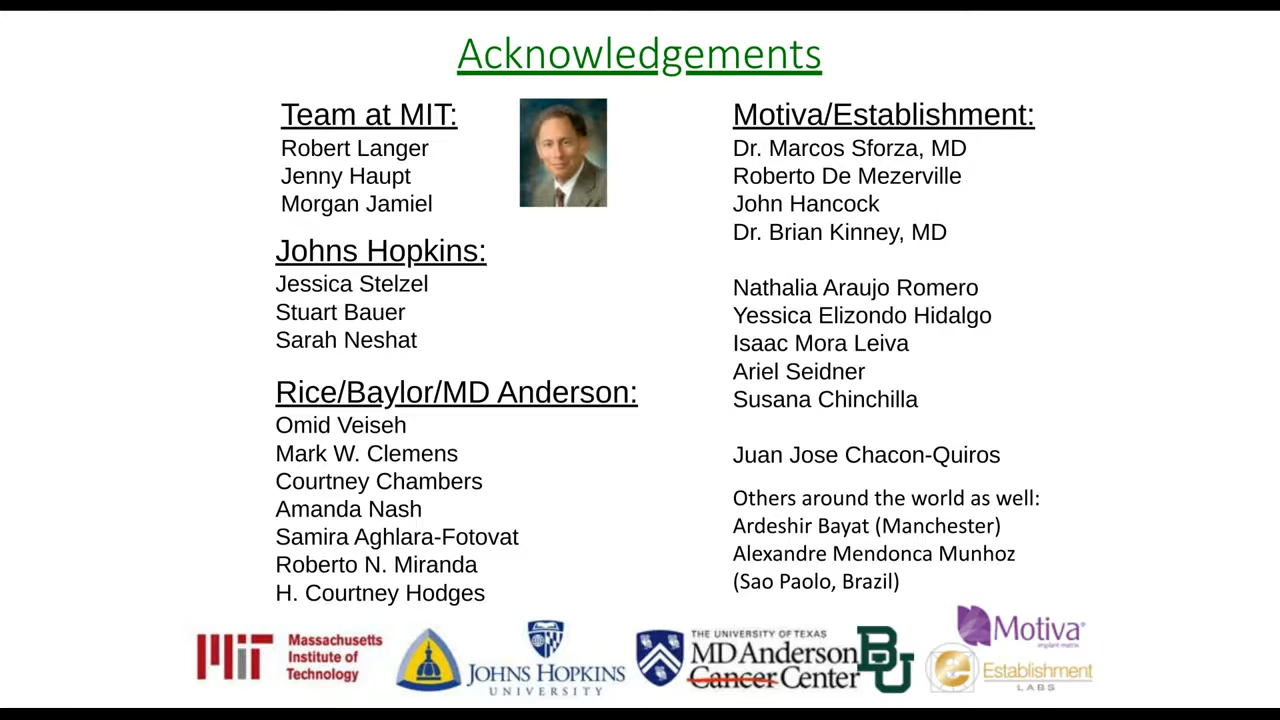 Acknowledgements
Team at MIT:
Robert Langer
Jenny Haupt
Morgan Jamiel
Johns Hopkins:
Jessica Stelzel
Stuart Bauer
Sarah Neshat
Rice/Baylor/MD Anderson:
Omid Veiseh
Mark W. Clemens
Courtney Chambers
Amanda Nash
Samira Aghlara-Fotovat
Roberto N. Miranda
H. Courtney Hodges
Motiva/Establishment:
Dr. Marcos Sforza, MD
Roberto De Mezerville
John Hancock
Dr. Brian Kinney, MD
Nathalia Araujo Romero
Yessica Elizondo Hidalgo
Isaac Mora Leiva
Ariel Seidner
Susana Chinchilla
Juan Jose Chacon-Quiros
Others around the world as well:
Ardeshir Bayat (Manchester)
Alexandre Mendonca Munhoz
(Sao Paolo, Brazil)
MIT
Massachusetts
Institute of
Technology
JOHNS HOPKINS
UNIVERSITY
THE UNIVERSITY OF TEXAS
MD Anderson
Cancer Center
BU
Motiva®
implant matrix
Establishment
LABS